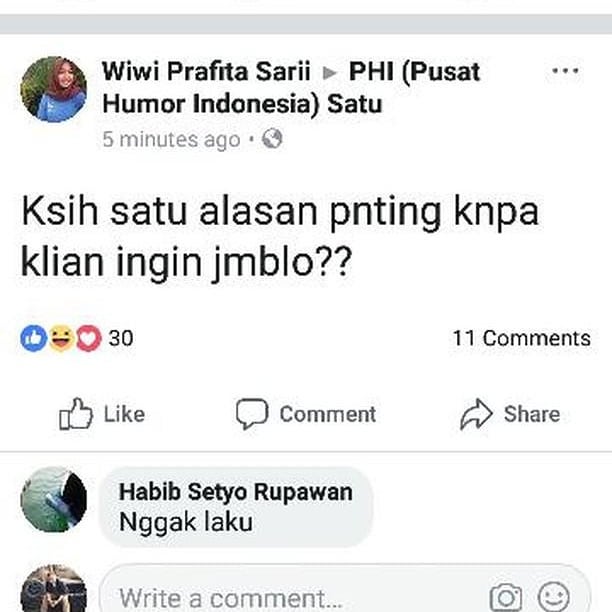 Wiwi Prafita Sarii ▸ PHI (Pusat
Humor Indonesia) Satu
5 minutes ago ·
Ksih satu alasan pnting knpa
klian ingin jmblo??
30
11 Comments
Like
Comment
Share
Habib Setyo Rupawan
Nggak laku
Write a comment...